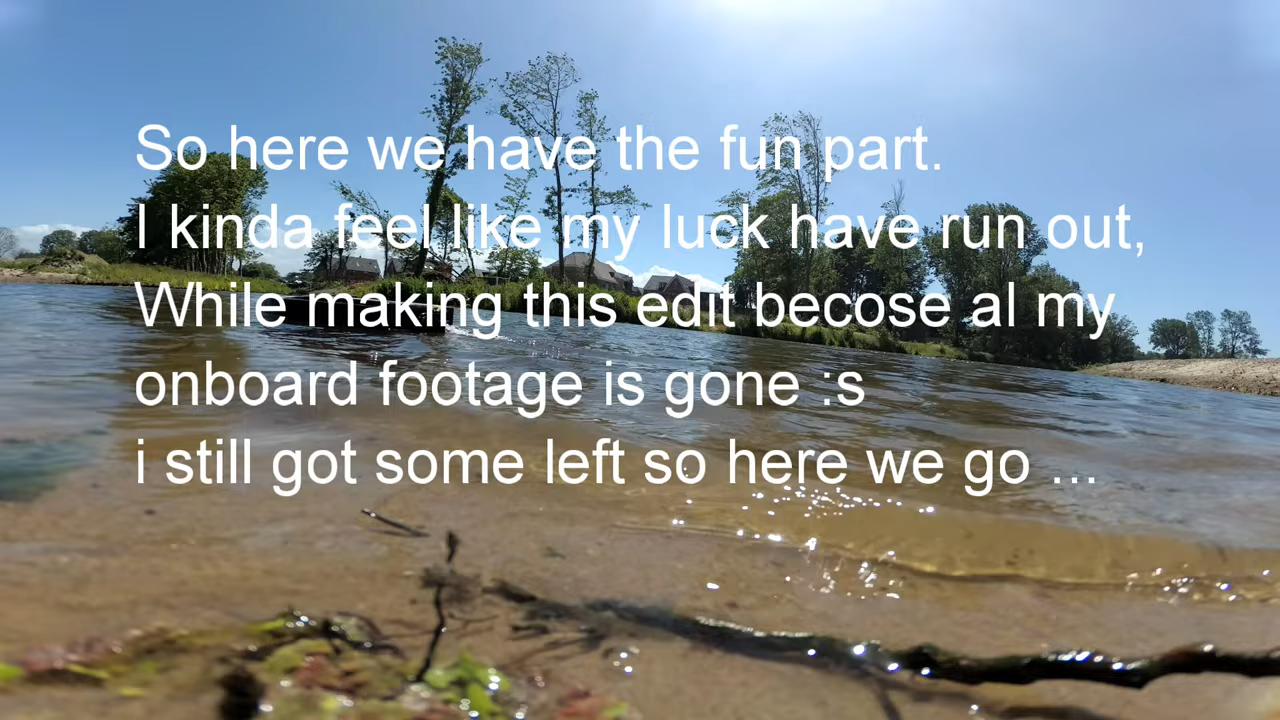 So here we have the fun part.
I kinda feel like my luck have run out,
While making this edit becose al my
onboard footage is gone :s
i still got some left so here we go ...